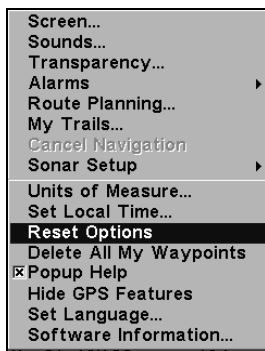 Screen...
Sounds...
Transparency...
Alarms
Route Planning...
My Trails...
Cancel Navigation
Sonar Setup
Units of Measure...
Set Local Time...
Reset Options
Delete All My Waypoints
Popup Help
Hide GPS Features
Set Language...
Software Information...